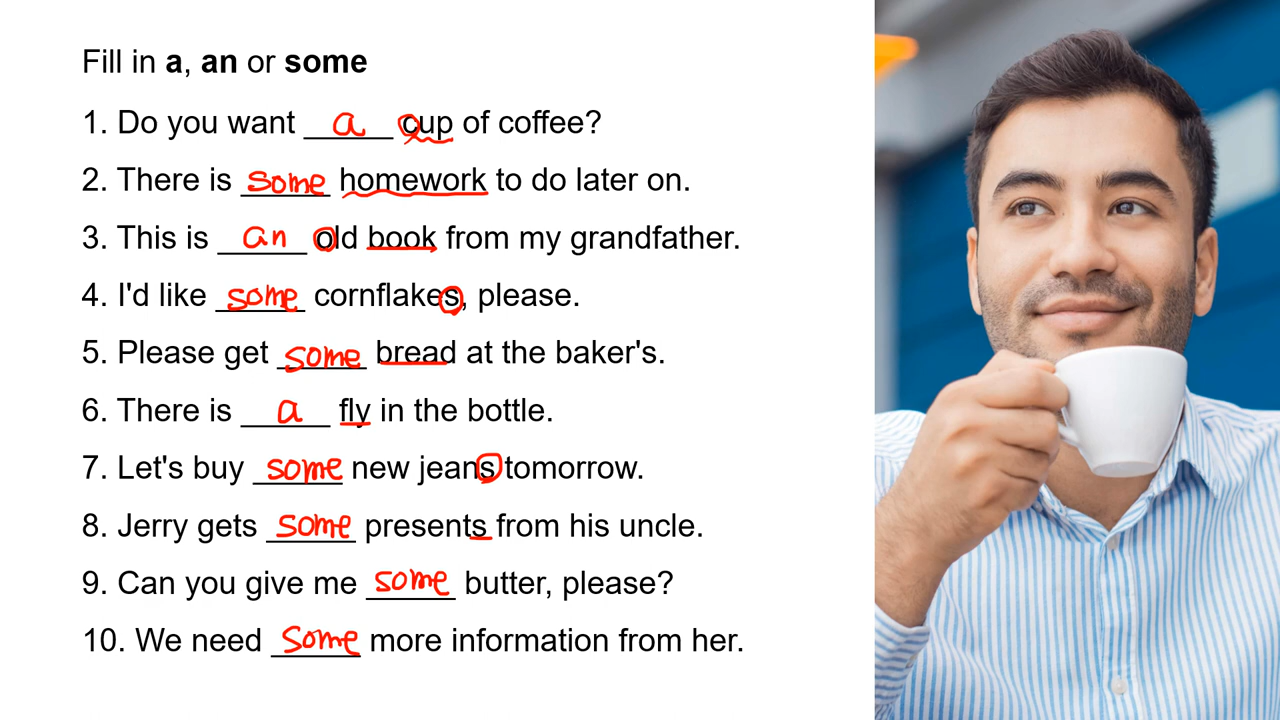 Fill in a, an or some
1. Do you want a cup of coffee?
2. There is some homework to do later on.
3. This is an old book from my grandfather.
4. I'd like some cornflakes, please.
5. Please get some bread at the baker's.
6. There is a fly in the bottle.
7. Let's buy some new jeans tomorrow.
8. Jerry gets some presents from his uncle.
9. Can you give me some butter, please?
10. We need some more information from her.